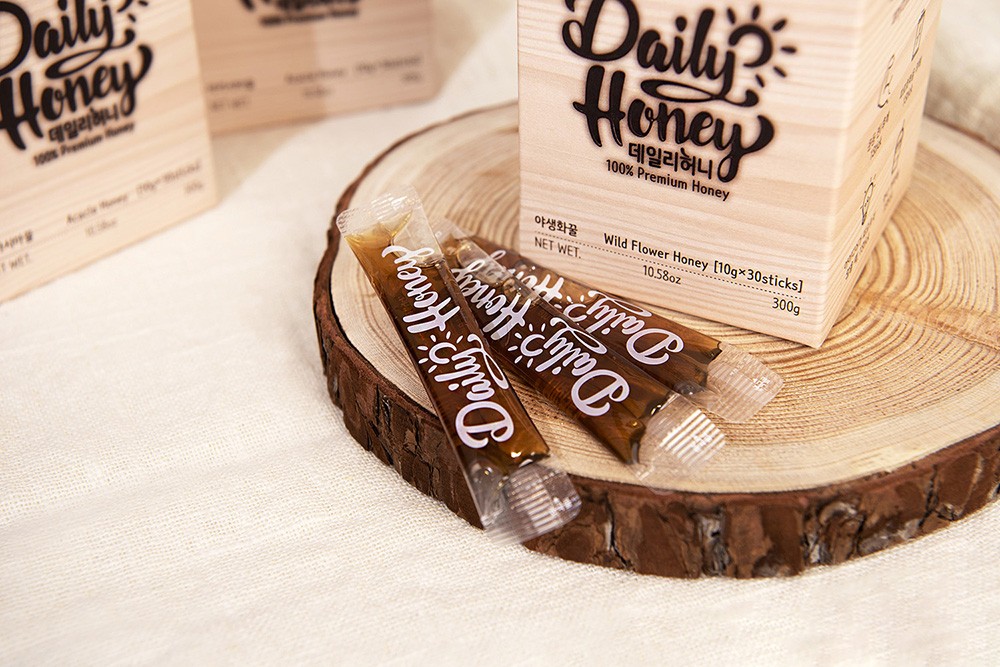 Daily
Honey
데일리허니
100% Premium Honey
Acacia Honey
10.58oz
Daily
Honey
데일리허니
100% Premium Honey
야생화꿀
Wild Flower Honey [10g×30sticks]
NET WET.
10.58oz
300g
Daily Honey
Daily Honey
Daily Honey